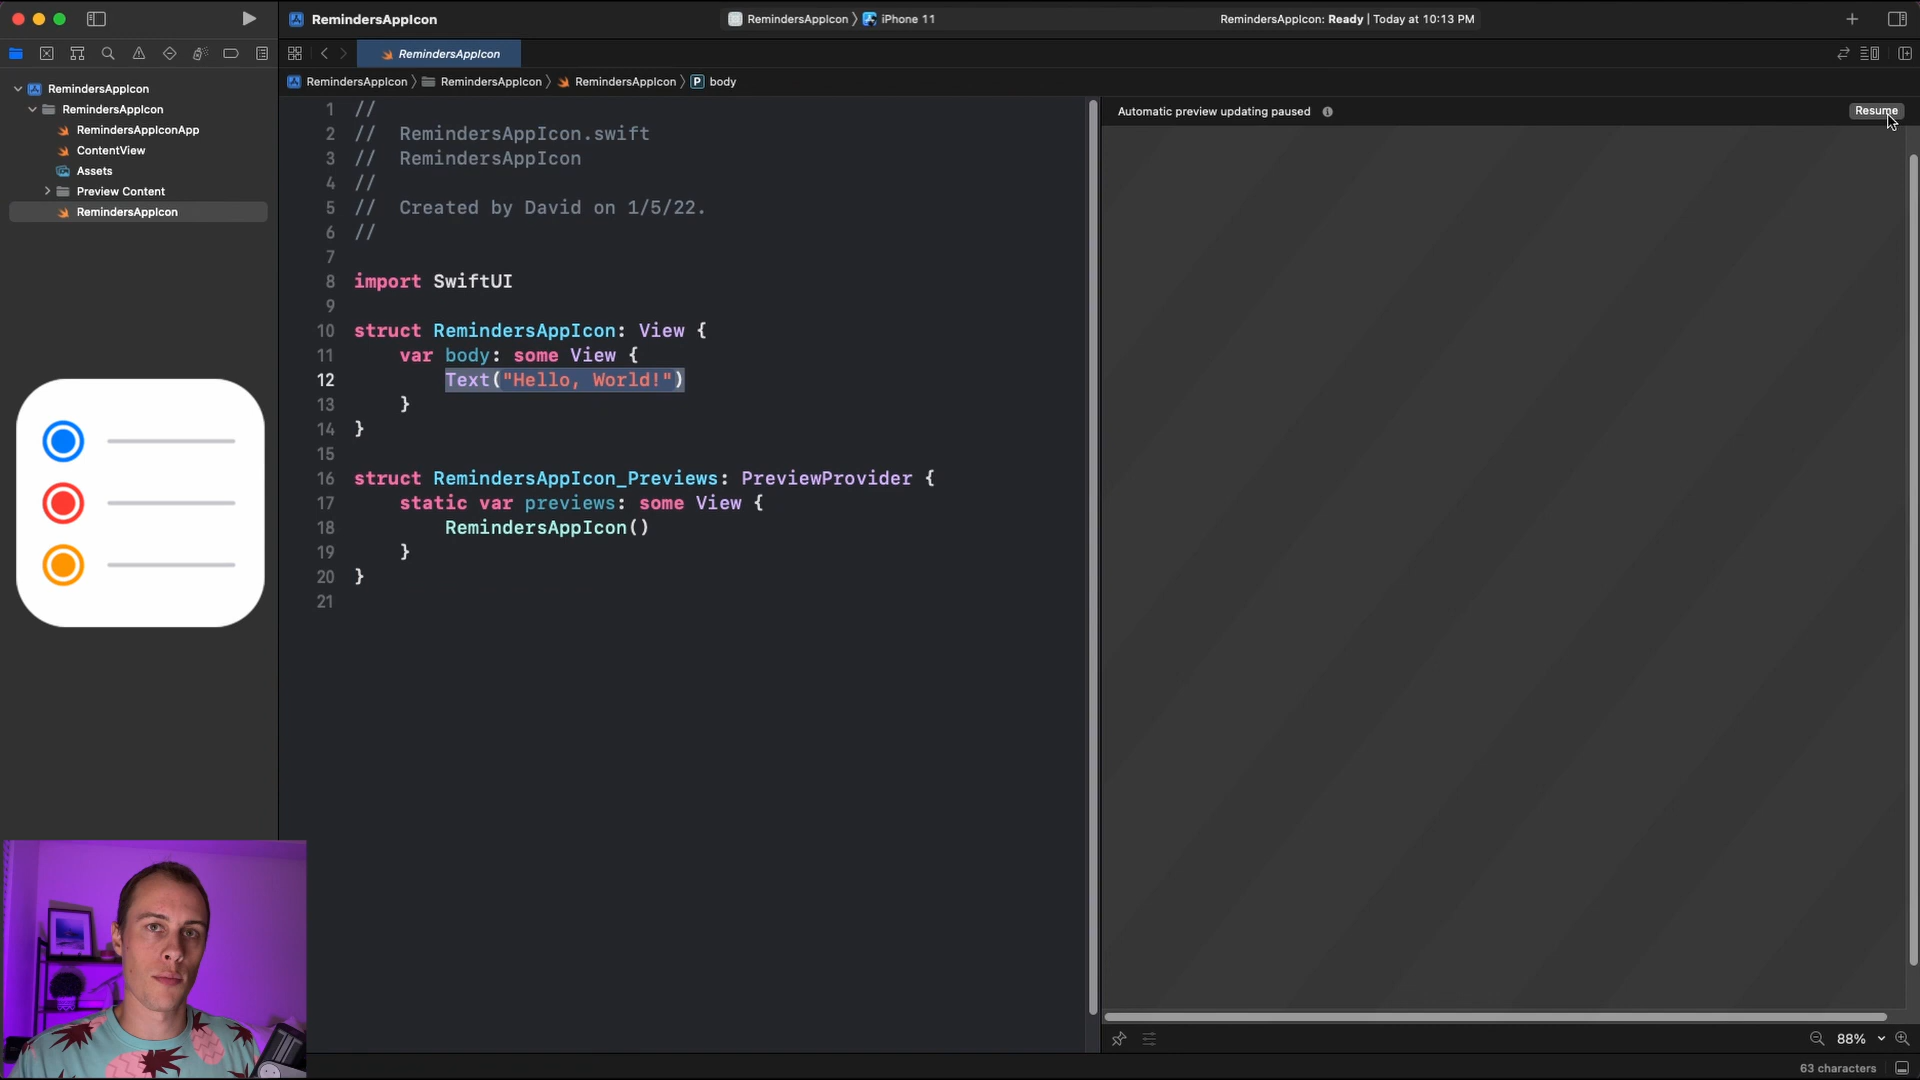 RemindersAppIcon
RemindersAppIcon 〉 iPhone 11
RemindersAppIcon: Ready | Today at 10:13 PM
RemindersAppIcon
RemindersAppIcon 〉 RemindersAppIcon 〉 RemindersAppIcon 〉 P body
RemindersAppIcon
RemindersAppIcon
RemindersAppIconApp
ContentView
Assets
Preview Content
RemindersAppIcon
1 //
2 //  RemindersAppIcon.swift
3 //  RemindersAppIcon
4 //
5 //  Created by David on 1/5/22.
6 //
7
8 import SwiftUI
9
10 struct RemindersAppIcon: View {
11     var body: some View {
12         Text("Hello, World!")
13     }
14 }
15
16 struct RemindersAppIcon_Previews: PreviewProvider {
17     static var previews: some View {
18         RemindersAppIcon()
19     }
20 }
21
Automatic preview updating paused
Resume
88%
63 characters